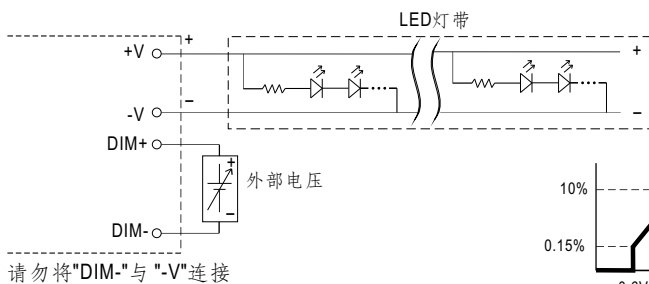 LED灯带
+V
+
+
-V
−
−
DIM+
+
外部电压
−
DIM-
10%
0.15%
请勿将"DIM-"与 "-V"连接